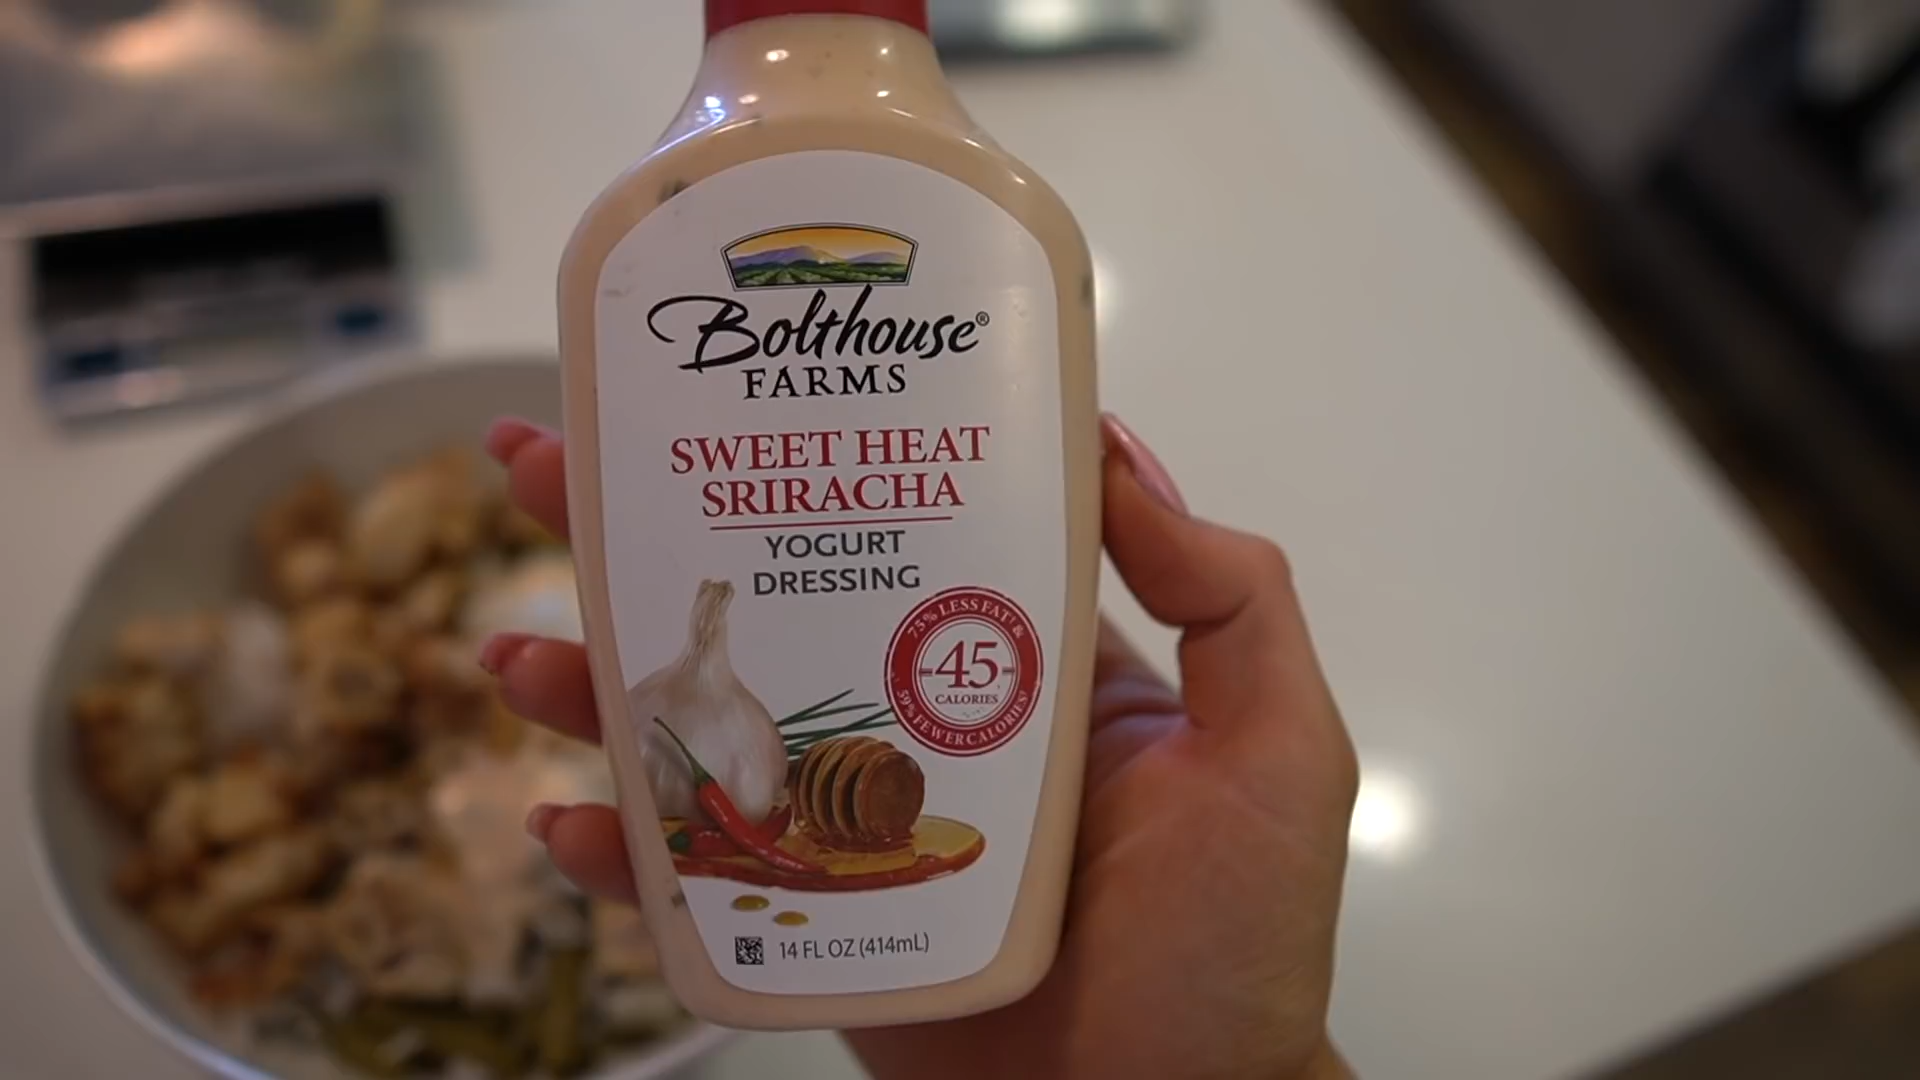 Bolthouse®
FARMS
SWEET HEAT
SRIRACHA
YOGURT
DRESSING
75% LESS FAT† &
45
CALORIES
59% FEWER CALORIES†
14 FL OZ (414mL)